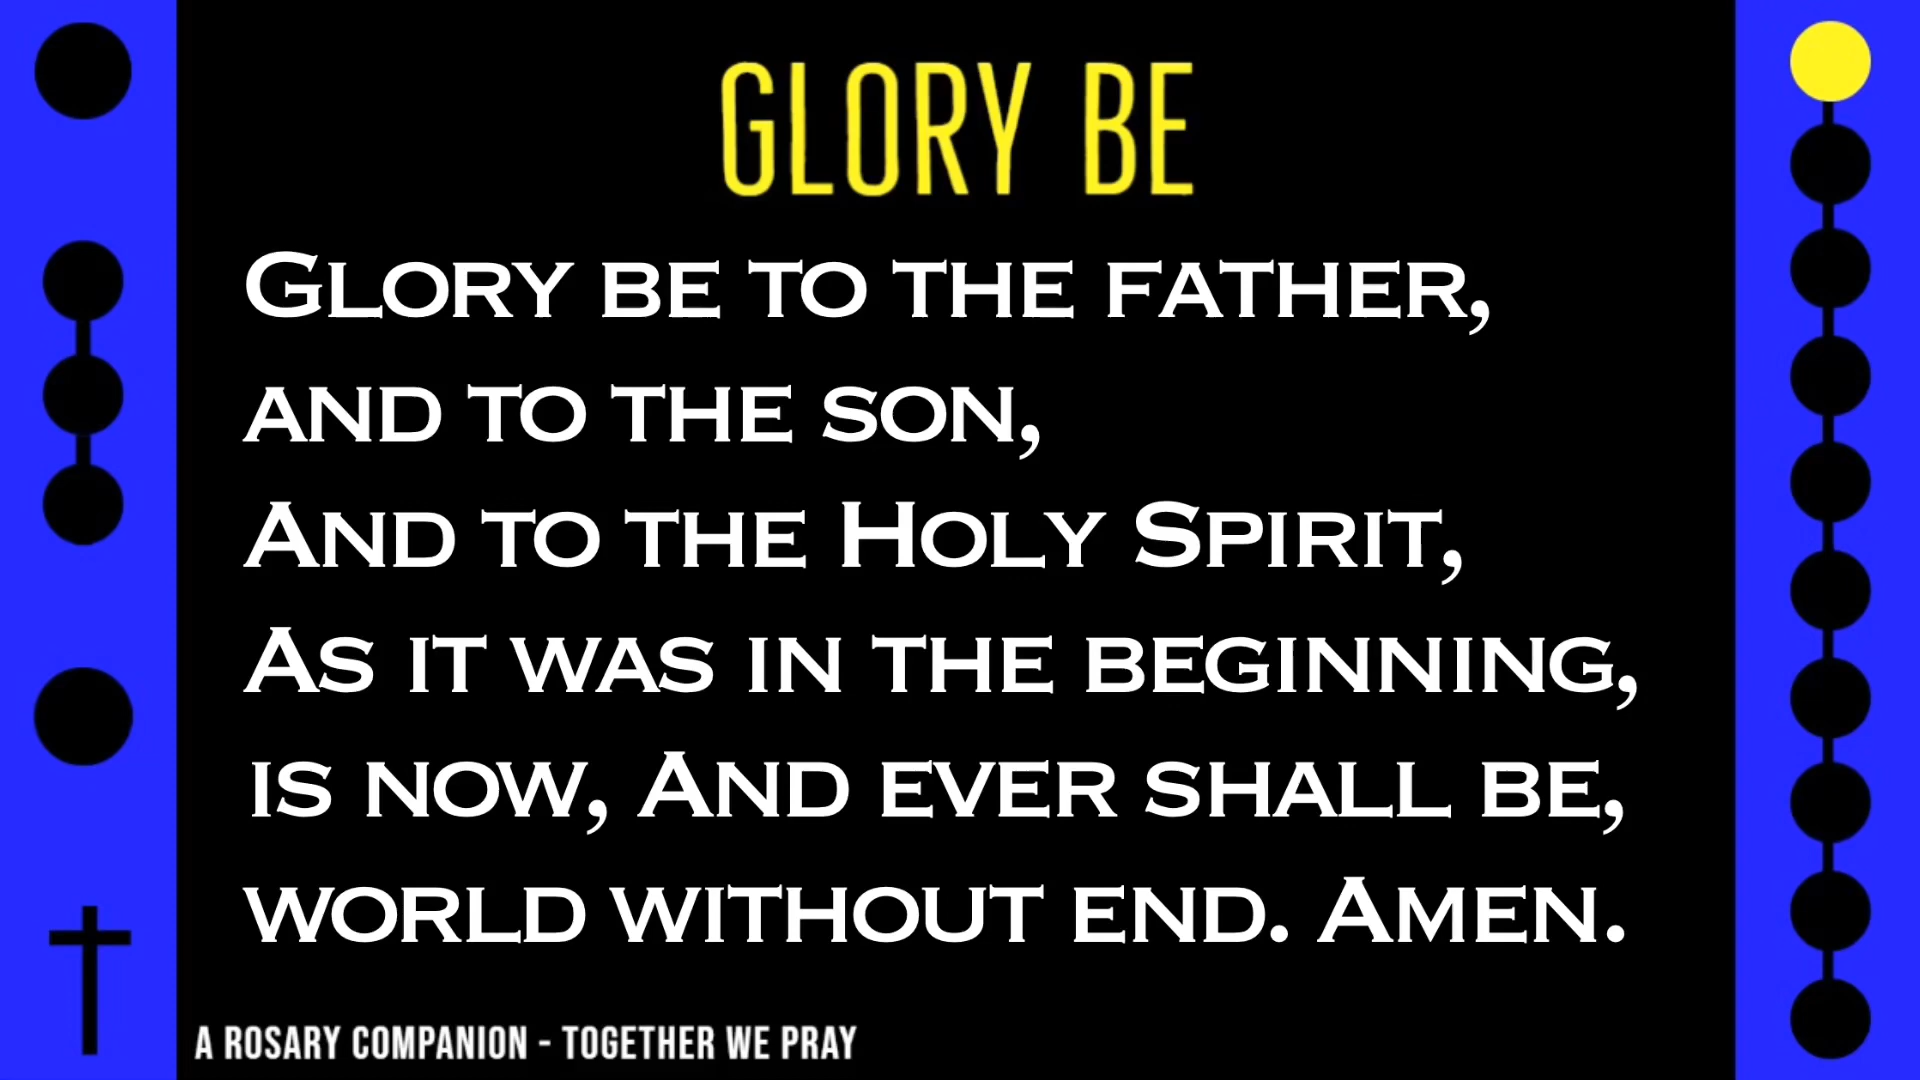 GLORY BE
Glory be to the father,
and to the son,
And to the Holy Spirit,
As it was in the beginning,
is now, And ever shall be,
world without end. Amen.
A ROSARY COMPANION - TOGETHER WE PRAY